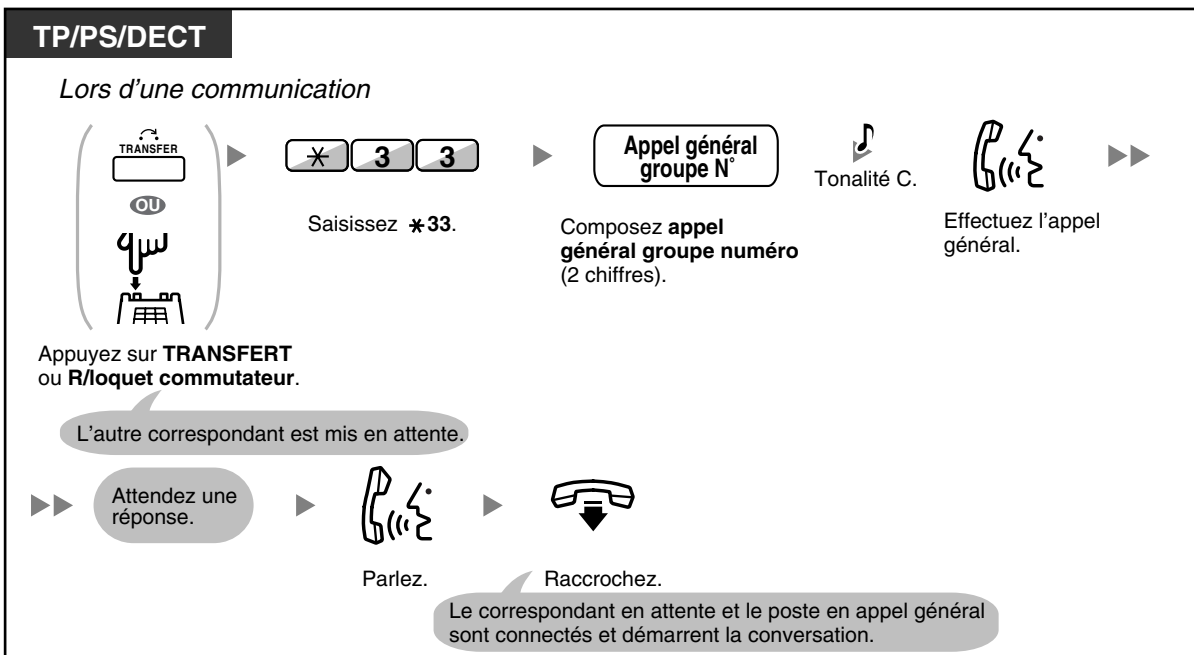 TP/PS/DECT
Lors d'une communication
TRANSFER
OU
Appuyez sur TRANSFERT
ou R/loquet commutateur.
L'autre correspondant est mis en attente.
* 3 3
Saisissez *33.
Appel général
groupe N°
Composez appel
général groupe numéro
(2 chiffres).
Tonalité C.
Effectuez l'appel
général.
Attendez une
réponse.
Parlez.
Raccrochez.
Le correspondant en attente et le poste en appel général
sont connectés et démarrent la conversation.